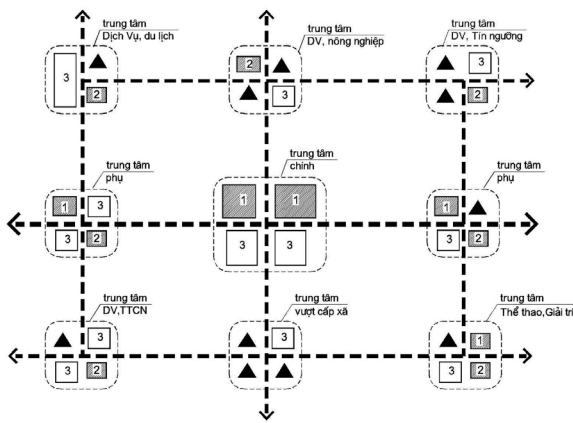 trung tâm
Dịch Vụ, du lịch
trung tâm
DV, nông nghiệp
trung tâm
DV, Tín ngưỡng
3
2
2
3
3
2
trung tâm
phụ
trung tâm
chính
trung tâm
phụ
1 3
3 2
1 1
3 3
1
3 2
trung tâm
DV,TTCN
trung tâm
vượt cấp xã
trung tâm
Thể thao,Giải trí
3
3 2
3
1
3 2